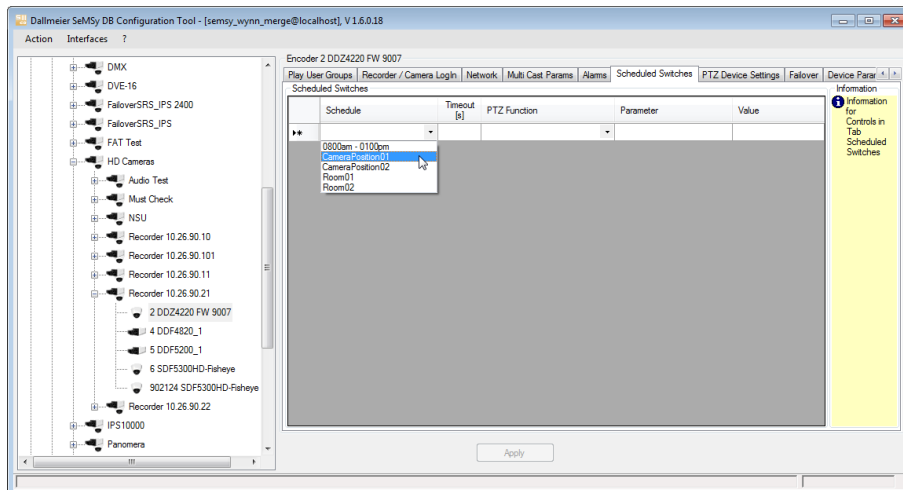 Dallmeier SeMSy DB Configuration Tool - [semsy_wynn_merge@localhost], V 1.6.0.18
Action Interfaces ?
DMX
DVE-16
FailoverSRS_IPS 2400
FailoverSRS_IPS
FAT Test
HD Cameras
Audio Test
Must Check
NSU
Recorder 10.26.90.10
Recorder 10.26.90.101
Recorder 10.26.90.11
Recorder 10.26.90.21
2 DDZ4220 FW 9007
4 DDF4820_1
5 DDF5200_1
6 SDF5300HD-Fisheye
902124 SDF5300HD-Fisheye
Recorder 10.26.90.22
IPS10000
Panomera
Encoder 2 DDZ4220 FW 9007
Play User Groups Recorder / Camera LogIn Network Multi Cast Params Alarms Scheduled Switches PTZ Device Settings Failover Device Parar
Scheduled Switches
Schedule Timeout [s] PTZ Function Parameter Value
0800am - 0100pm
CameraPosition01
CameraPosition02
Room01
Room02
Information
Information
for
Controls in
Tab
Scheduled
Switches
Apply